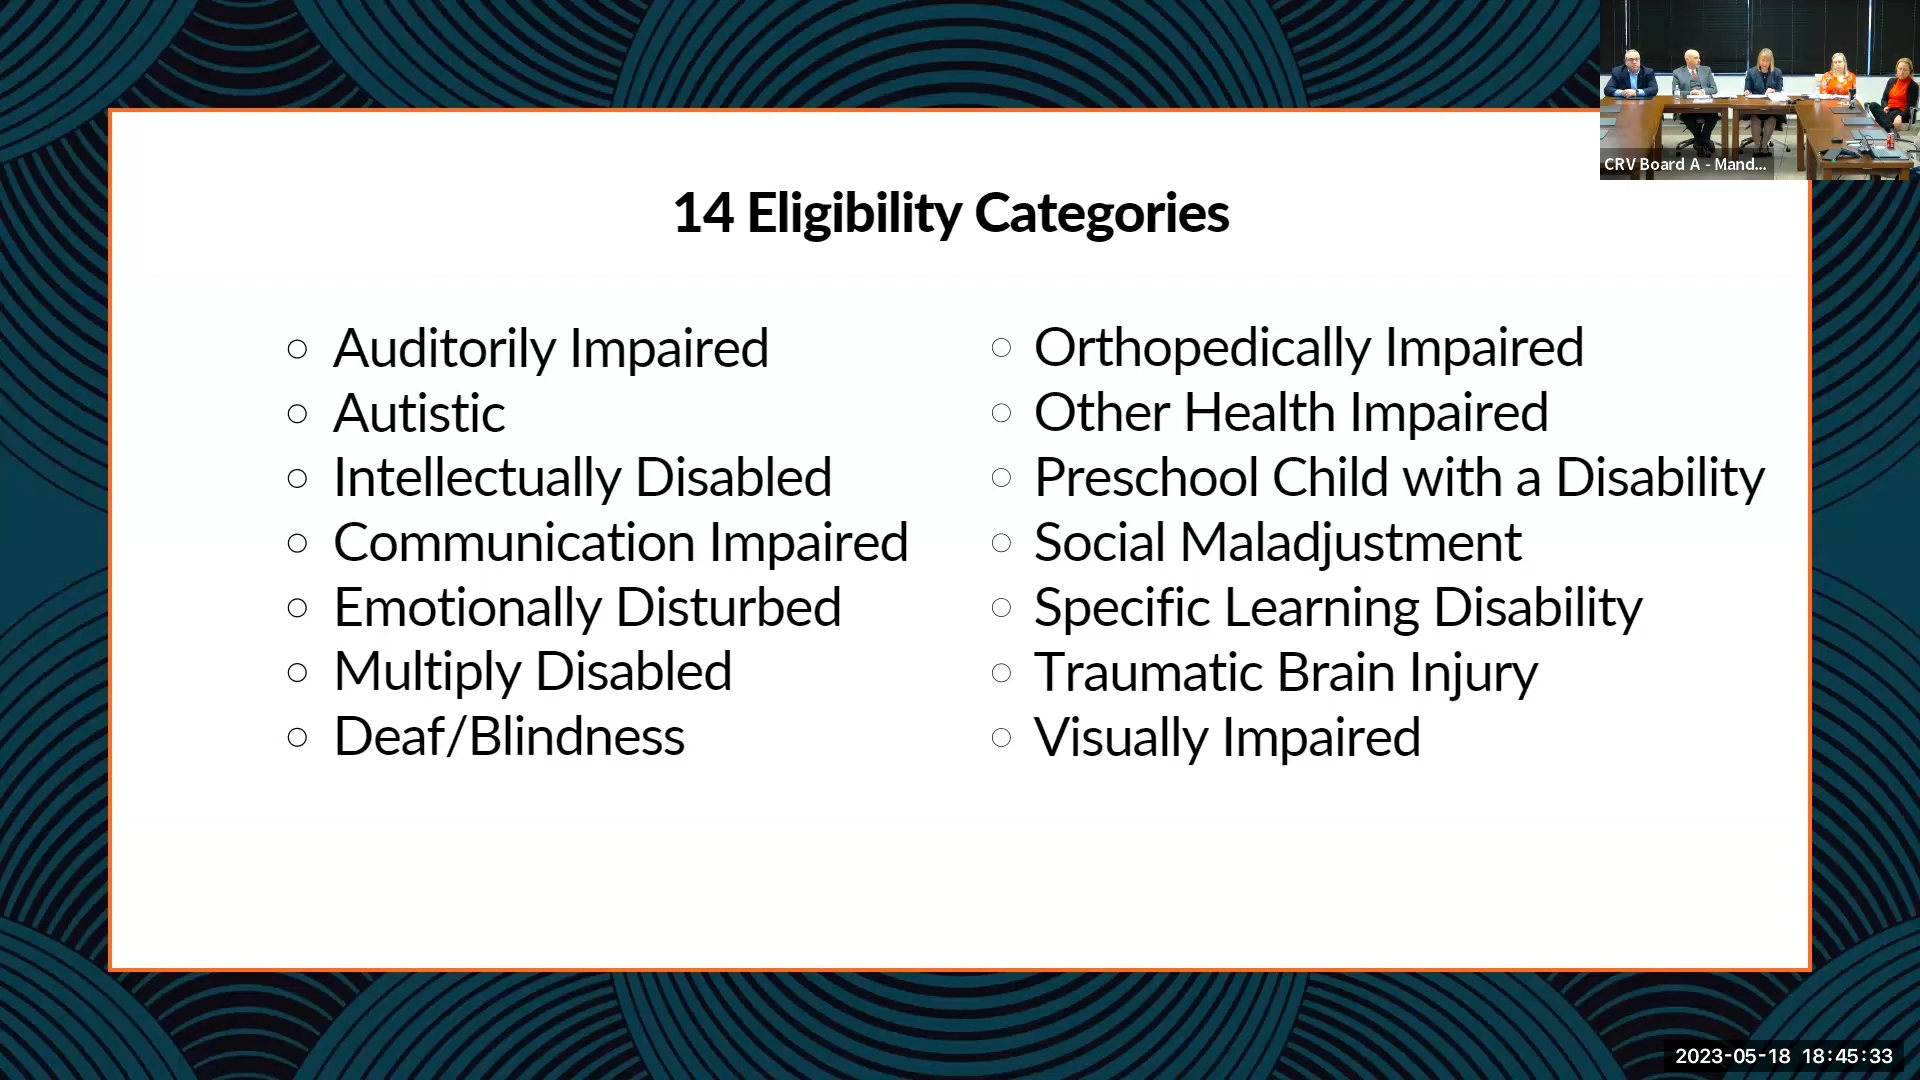 CRV Board A - Mand...
14 Eligibility Categories
Auditorily Impaired
Autistic
Intellectually Disabled
Communication Impaired
Emotionally Disturbed
Multiply Disabled
Deaf/Blindness
Orthopedically Impaired
Other Health Impaired
Preschool Child with a Disability
Social Maladjustment
Specific Learning Disability
Traumatic Brain Injury
Visually Impaired
2023-05-18 18:45:33